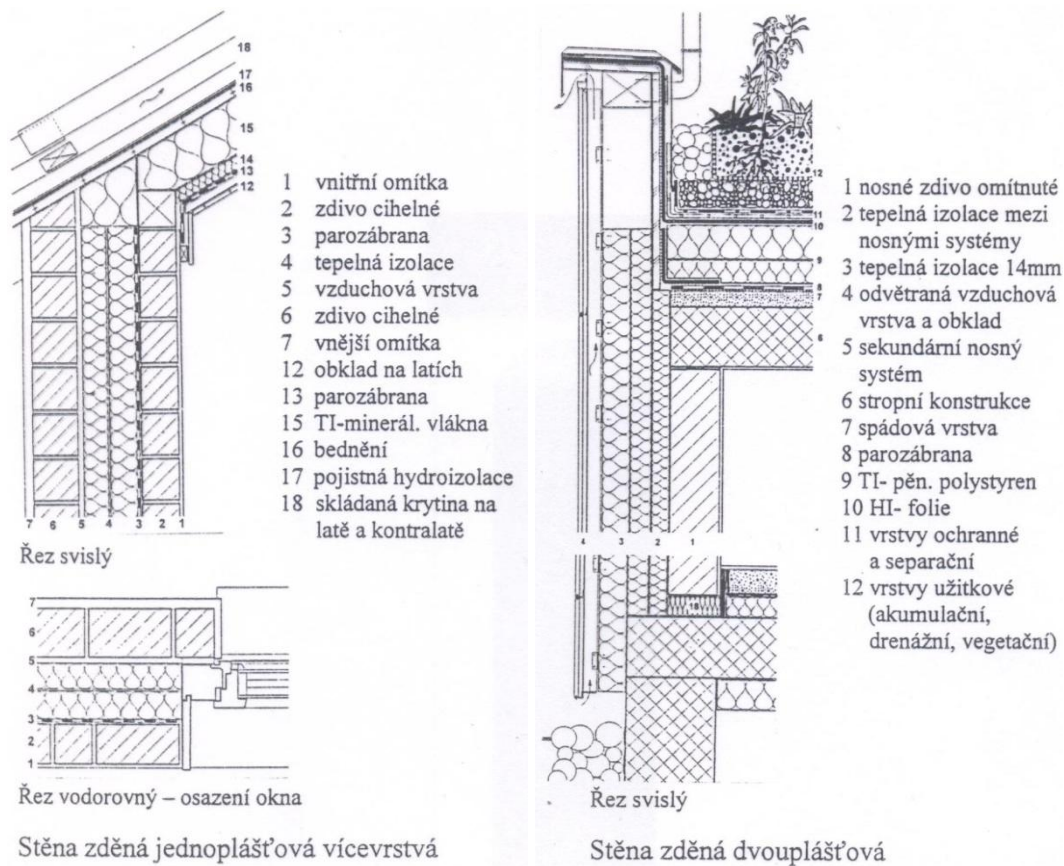 18
17
16
15
14
13
12
7 6 5 4 3 2 1
Řez svislý
1 vnitřní omítka
2 zdivo cihelné
3 parozábrana
4 tepelná izolace
5 vzduchová vrstva
6 zdivo cihelné
7 vnější omítka
12 obklad na latích
13 parozábrana
15 TI-minerál. vlákna
16 bednění
17 pojistná hydroizolace
18 skládaná krytina na
latě a kontralatě
7
6
5
4
3
2
1
Řez vodorovný – osazení okna
Stěna zděná jednoplášťová vícevrstvá
12
11
10
9
8
7
6
4 3 2 1
Řez svislý
1 nosné zdivo omítnuté
2 tepelná izolace mezi
nosnými systémy
3 tepelná izolace 14mm
4 odvětraná vzduchová
vrstva a obklad
5 sekundární nosný
systém
6 stropní konstrukce
7 spádová vrstva
8 parozábrana
9 TI- pěn. polystyren
10 HI- folie
11 vrstvy ochranné
a separační
12 vrstvy užitkové
(akumulační,
drenážní, vegetační)
Stěna zděná dvouplášťová